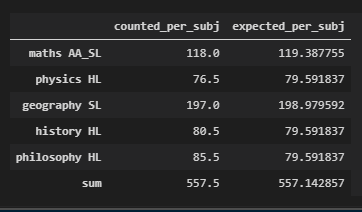 counted_per_subj expected_per_subj
maths AA_SL 118.0 119.387755
physics HL 76.5 79.591837
geography SL 197.0 198.979592
history HL 80.5 79.591837
philosophy HL 85.5 79.591837
sum 557.5 557.142857